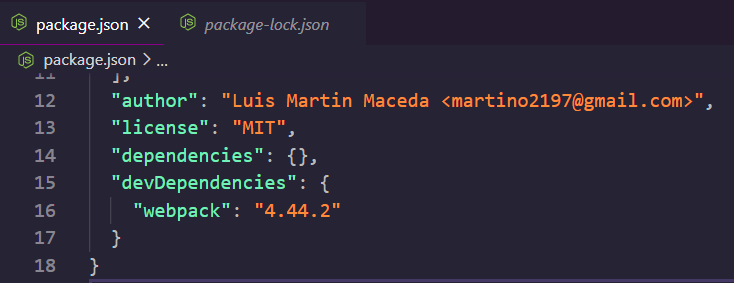 package.json × package-lock.json
package.json > ...
11 ],
12 "author": "Luis Martin Maceda <martino2197@gmail.com>",
13 "license": "MIT",
14 "dependencies": {},
15 "devDependencies": {
16 "webpack": "4.44.2"
17 }
18 }